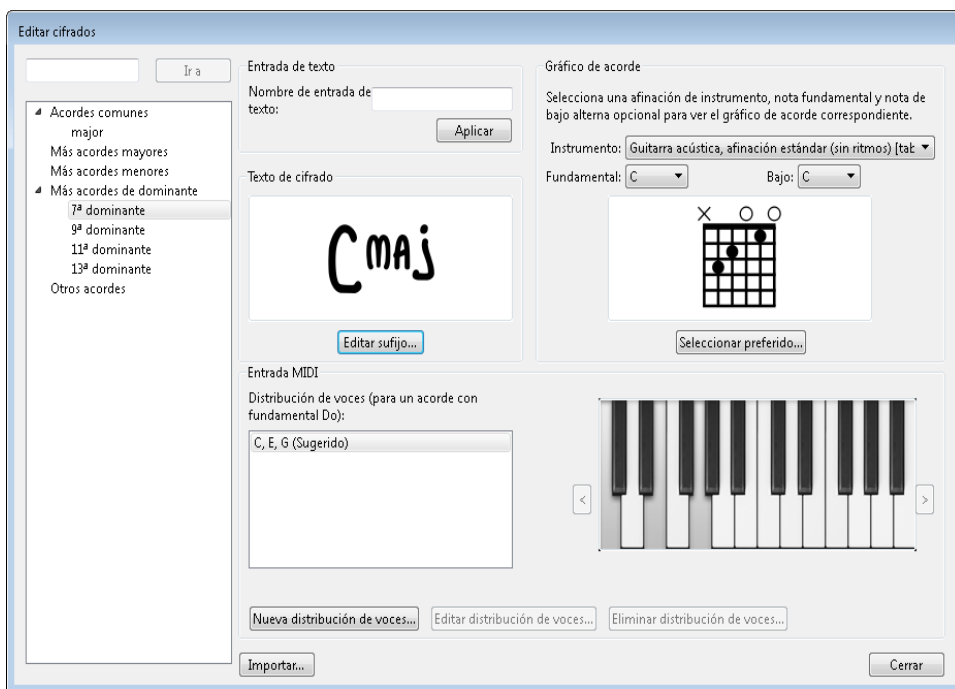 Editar cifrados
Ir a
Acordes comunes
major
Más acordes mayores
Más acordes menores
Más acordes de dominante
7ª dominante
9ª dominante
11ª dominante
13ª dominante
Otros acordes
Entrada de texto
Nombre de entrada de
texto:
Aplicar
Texto de cifrado
C MAj
Editar sufijo...
Gráfico de acorde
Selecciona una afinación de instrumento, nota fundamental y nota de
bajo alterna opcional para ver el gráfico de acorde correspondiente.
Instrumento: Guitarra acústica, afinación estándar (sin ritmos) [tab
Fundamental: C Bajo: C
X O O
Seleccionar preferido...
Entrada MIDI
Distribución de voces (para un acorde con
fundamental Do):
C, E, G (Sugerido)
< >
Nueva distribución de voces... Editar distribución de voces... Eliminar distribución de voces...
Importar... Cerrar